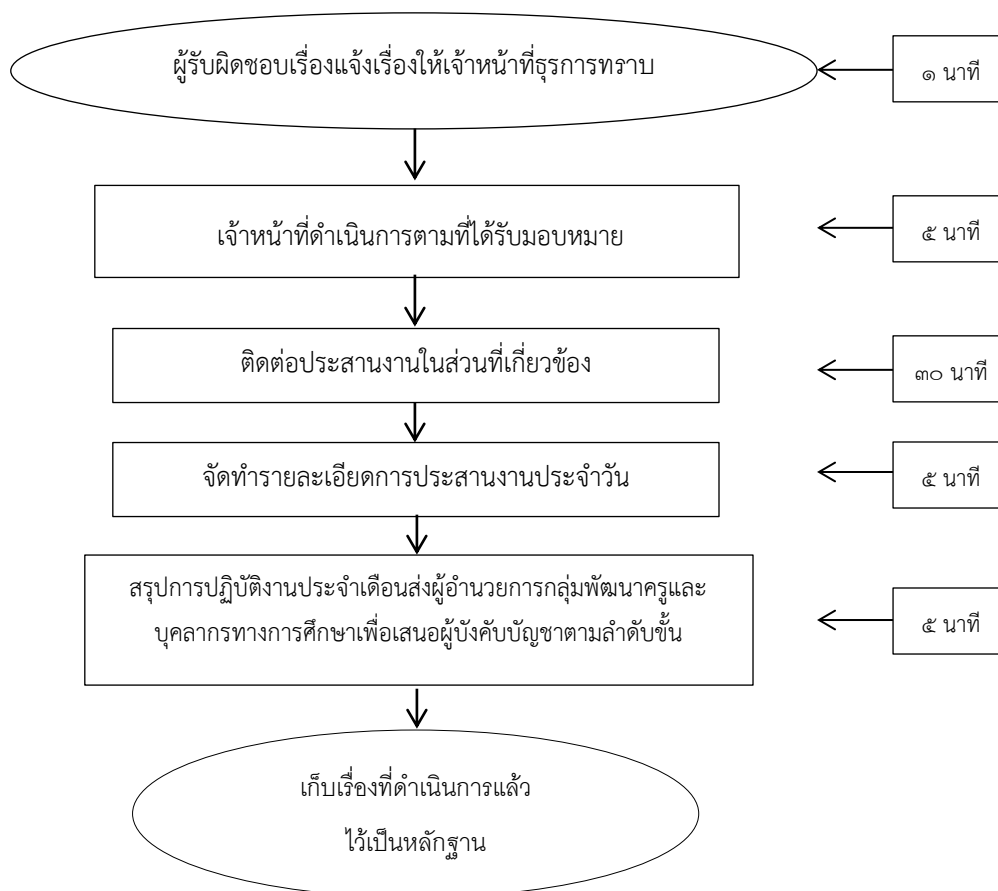 ผู้รับผิดชอบเรื่องแจ้งเรื่องให้เจ้าหน้าที่ธุรการทราบ
๑ นาที
เจ้าหน้าที่ดำเนินการตามที่ได้รับมอบหมาย
๕ นาที
ติดต่อประสานงานในส่วนที่เกี่ยวข้อง
๓๐ นาที
จัดทำรายละเอียดการประสานงานประจำวัน
๕ นาที
สรุปการปฏิบัติงานประจำเดือนส่งผู้อำนวยการกลุ่มพัฒนาครูและ
บุคลากรทางการศึกษาเพื่อเสนอผู้บังคับบัญชาตามลำดับขั้น
๕ นาที
เก็บเรื่องที่ดำเนินการแล้ว
ไว้เป็นหลักฐาน